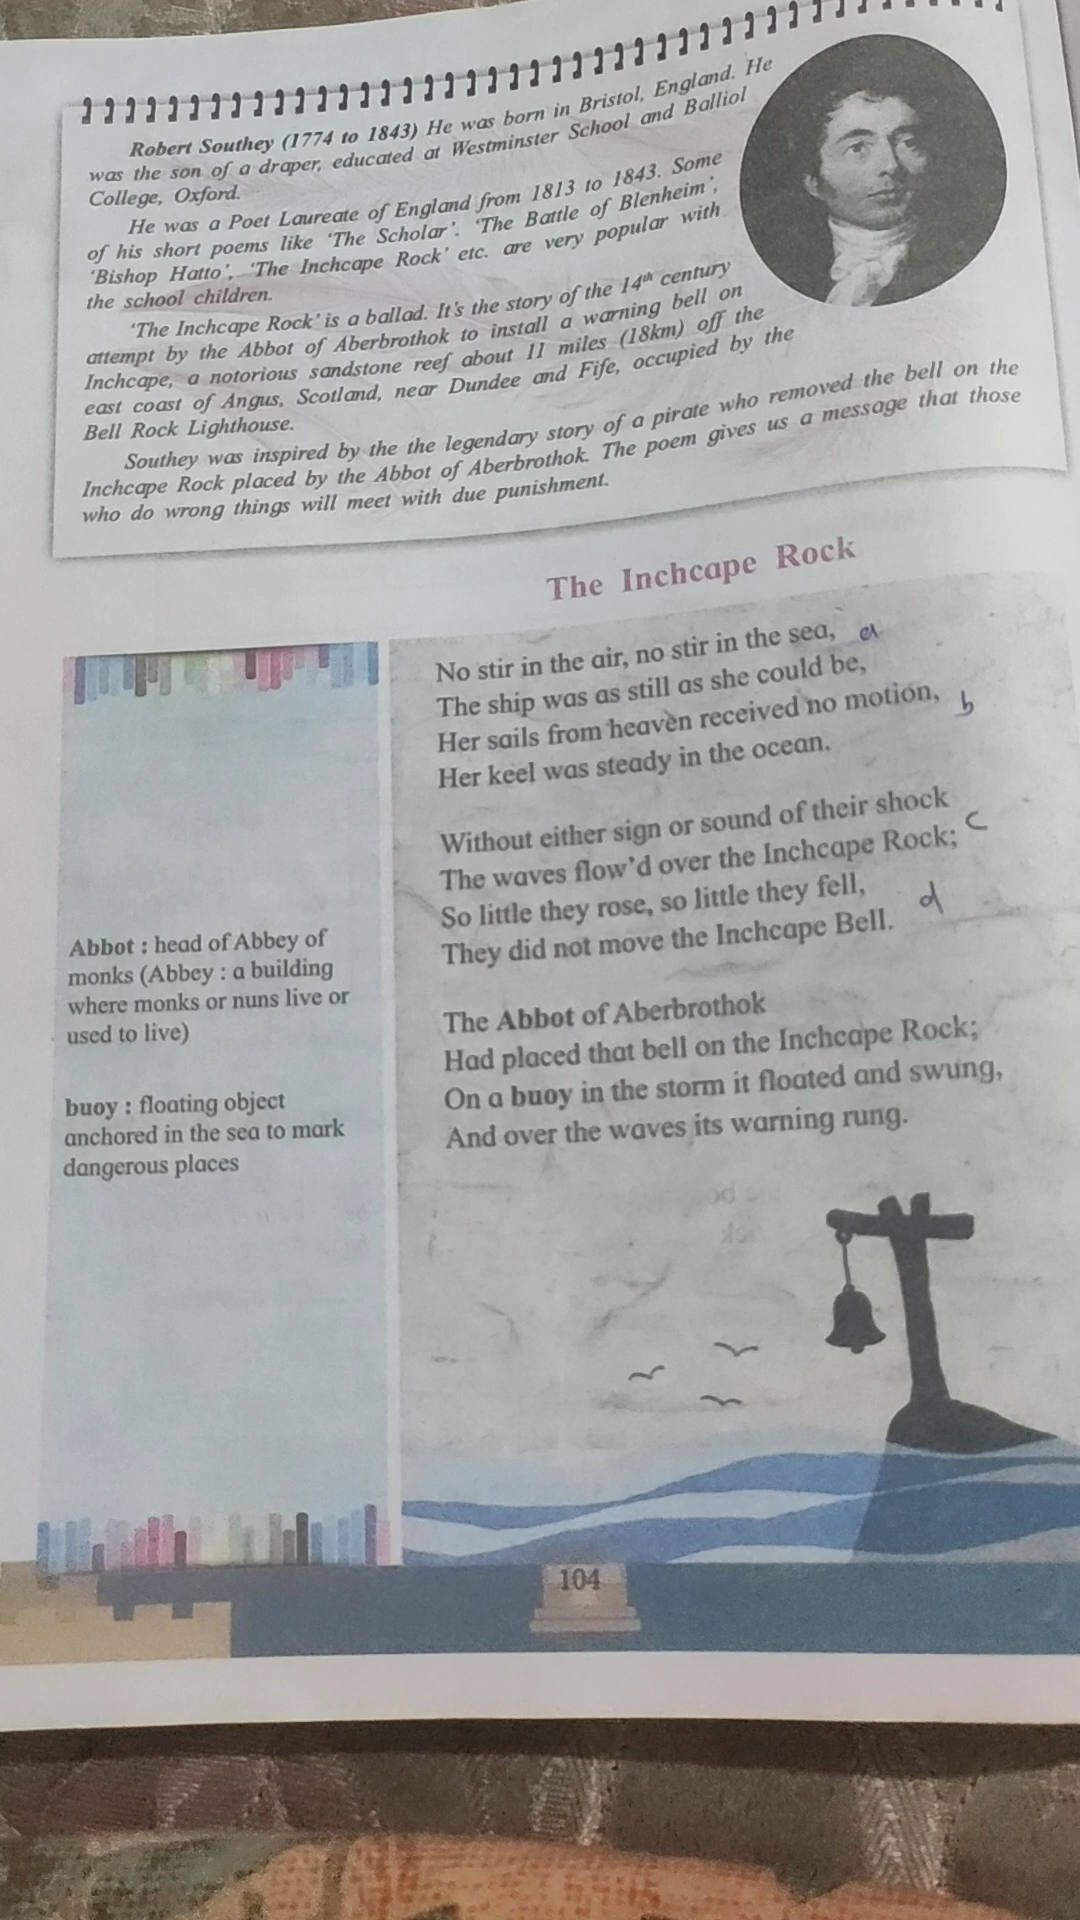 Robert Southey (1774 to 1843) He was born in Bristol, England. He
was the son of a draper, educated at Westminster School and Balliol
College, Oxford.
He was a Poet Laureate of England from 1813 to 1843. Some
of his short poems like 'The Scholar'. 'The Battle of Blenheim',
'Bishop Hatto', 'The Inchcape Rock' etc. are very popular with
the school children.
'The Inchcape Rock' is a ballad. It's the story of the 14th century
attempt by the Abbot of Aberbrothok to install a warning bell on
Inchcape, a notorious sandstone reef about 11 miles (18km) off the
east coast of Angus, Scotland, near Dundee and Fife, occupied by the
Bell Rock Lighthouse.
Southey was inspired by the the legendary story of a pirate who removed the bell on the
Inchcape Rock placed by the Abbot of Aberbrothok. The poem gives us a message that those
who do wrong things will meet with due punishment.
The Inchcape Rock
No stir in the air, no stir in the sea, a
The ship was as still as she could be,
Her sails from heaven received no motion, b
Her keel was steady in the ocean.
Without either sign or sound of their shock
The waves flow'd over the Inchcape Rock; c
So little they rose, so little they fell, d
They did not move the Inchcape Bell.
The Abbot of Aberbrothok
Had placed that bell on the Inchcape Rock;
On a buoy in the storm it floated and swung,
And over the waves its warning rung.
Abbot : head of Abbey of
monks (Abbey : a building
where monks or nuns live or
used to live)
buoy : floating object
anchored in the sea to mark
dangerous places
104